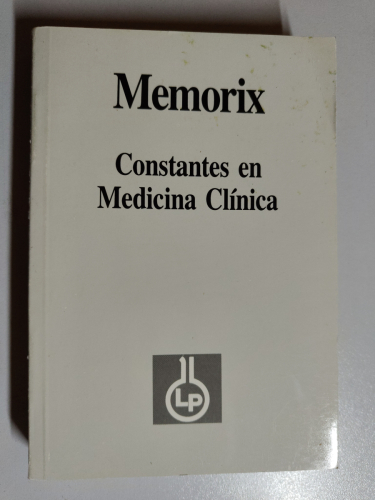 Memorix
Constantes en
Medicina Clínica
LP